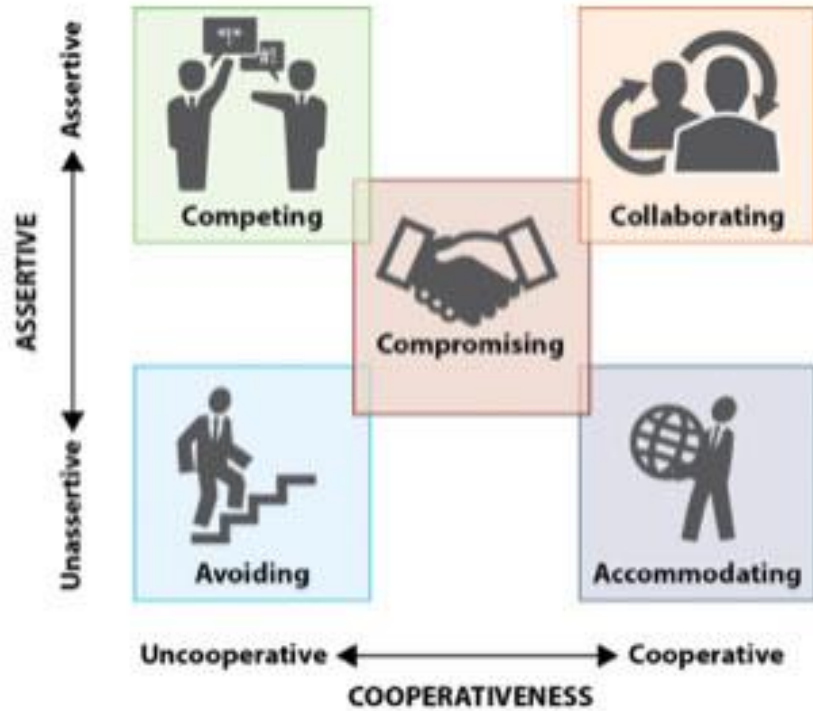 Assertive
ASSERTIVE
Unassertive
Competing
Collaborating
Compromising
Avoiding
Accommodating
Uncooperative
Cooperative
COOPERATIVENESS